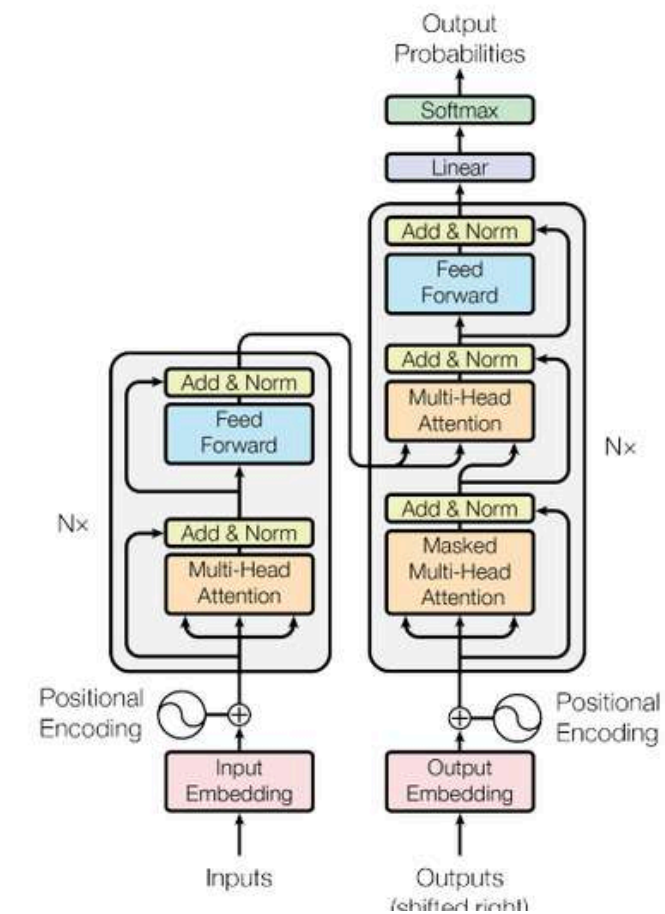 Output
Probabilities
Softmax
Linear
Add & Norm
Feed
Forward
Add & Norm
Multi-Head
Attention
Add & Norm
Masked
Multi-Head
Attention
Nx
Add & Norm
Feed
Forward
Add & Norm
Multi-Head
Attention
Nx
Positional
Encoding
Input
Embedding
Inputs
Positional
Encoding
Output
Embedding
Outputs
(shifted right)